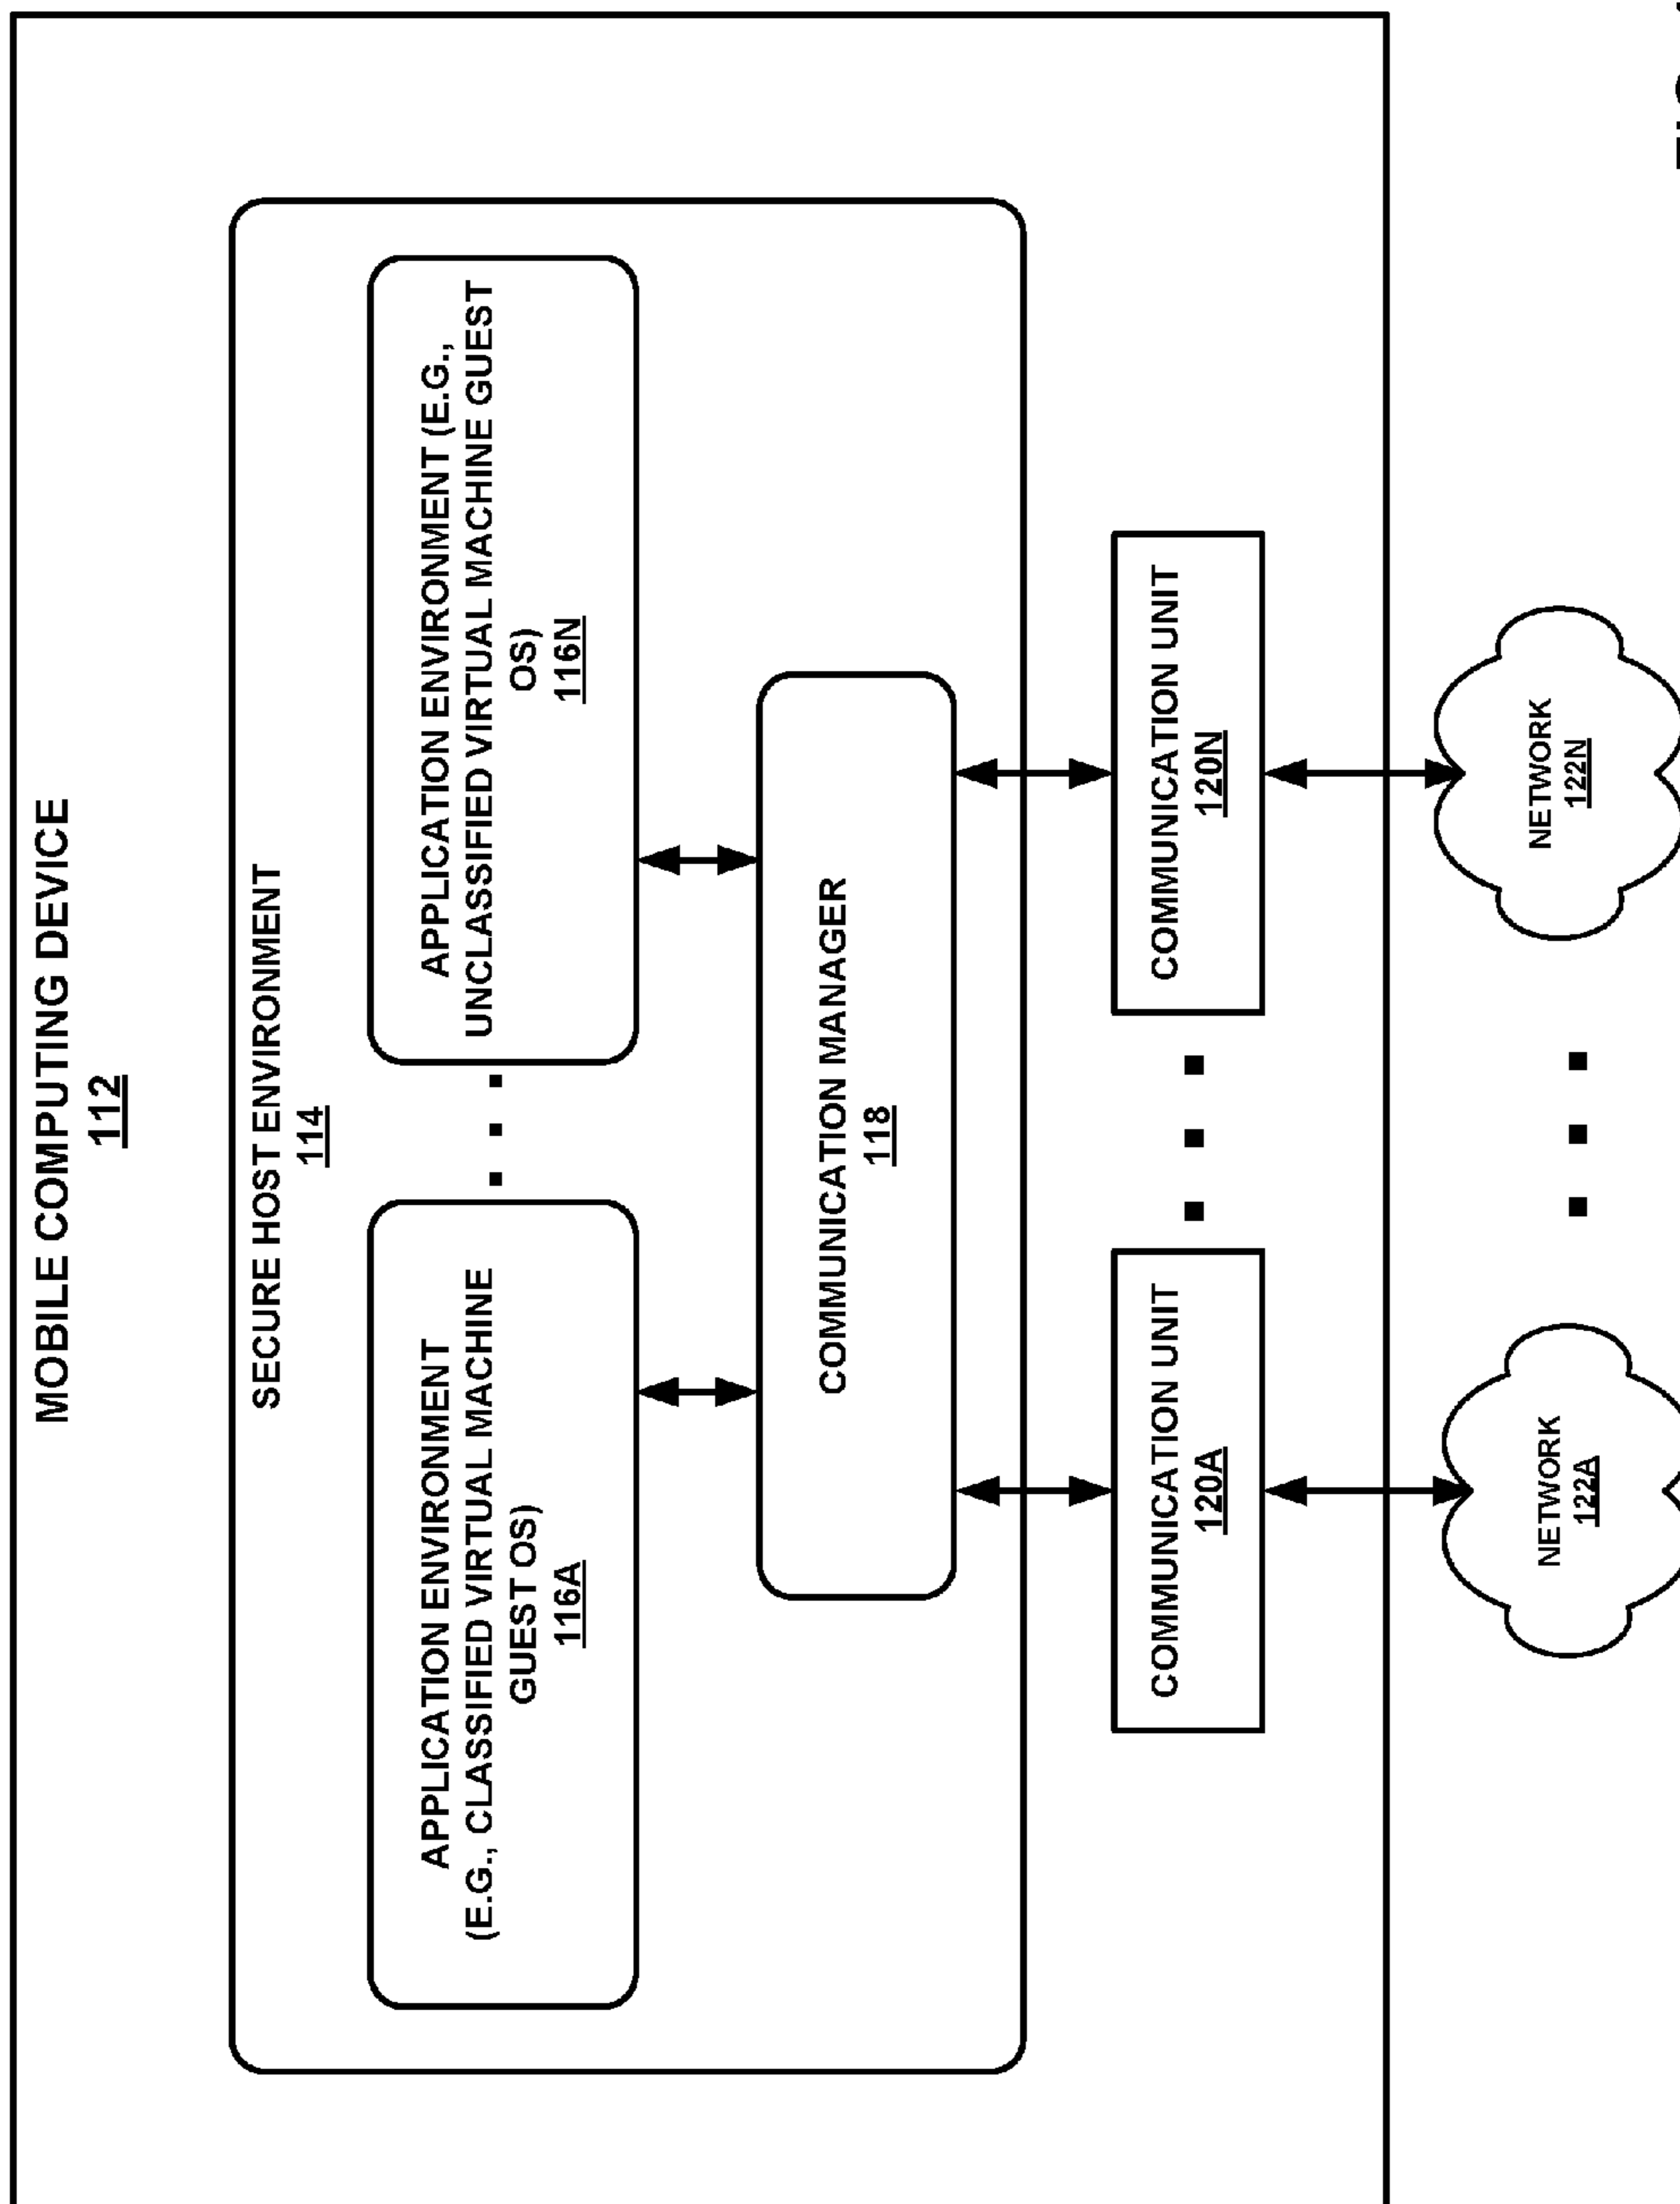 MOBILE COMPUTING DEVICE
112
SECURE HOST ENVIRONMENT
114
APPLICATION ENVIRONMENT
(E.G., CLASSIFIED VIRTUAL MACHINE
GUEST OS)
116A
APPLICATION ENVIRONMENT (E.G.,
UNCLASSIFIED VIRTUAL MACHINE GUEST
OS)
116N
COMMUNICATION MANAGER
118
COMMUNICATION UNIT
120A
COMMUNICATION UNIT
120N
NETWORK
122A
NETWORK
122N